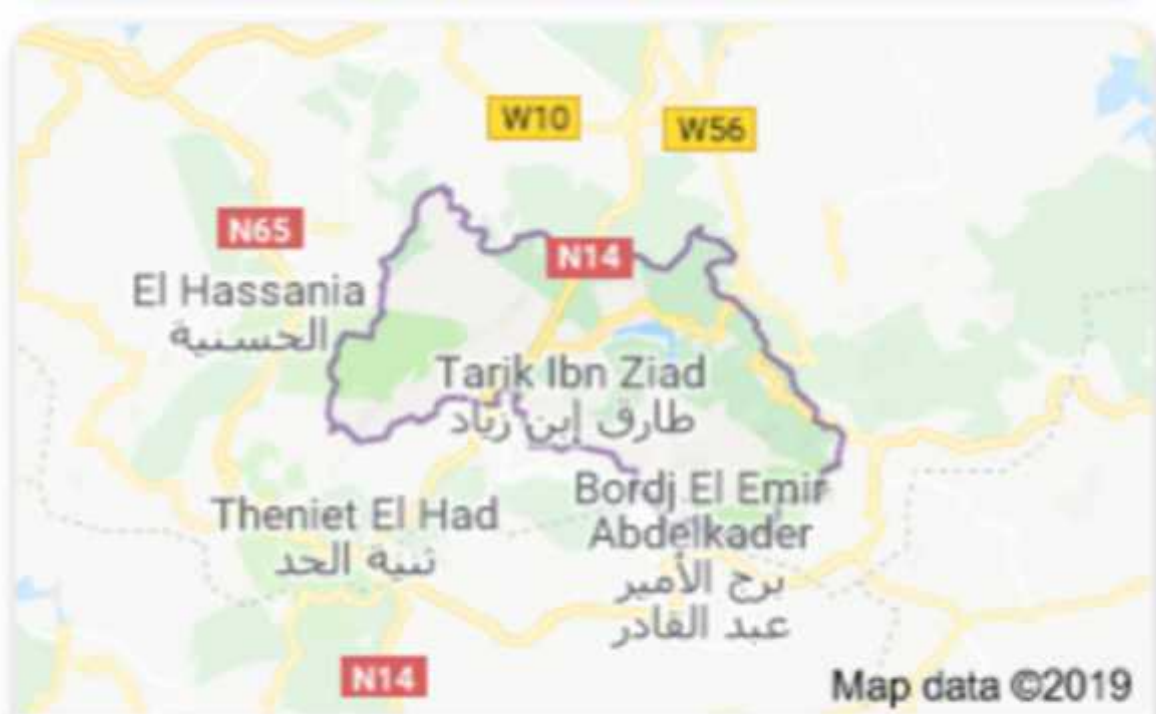 W10
W56
N65
N14
El Hassania
الحسنية
Tarik Ibn Ziad
طارق إبن زياد
Theniet El Had
ثنية الحد
Bordj El Emir
Abdelkader
برج الأمير
عبد القادر
N14
Map data ©2019